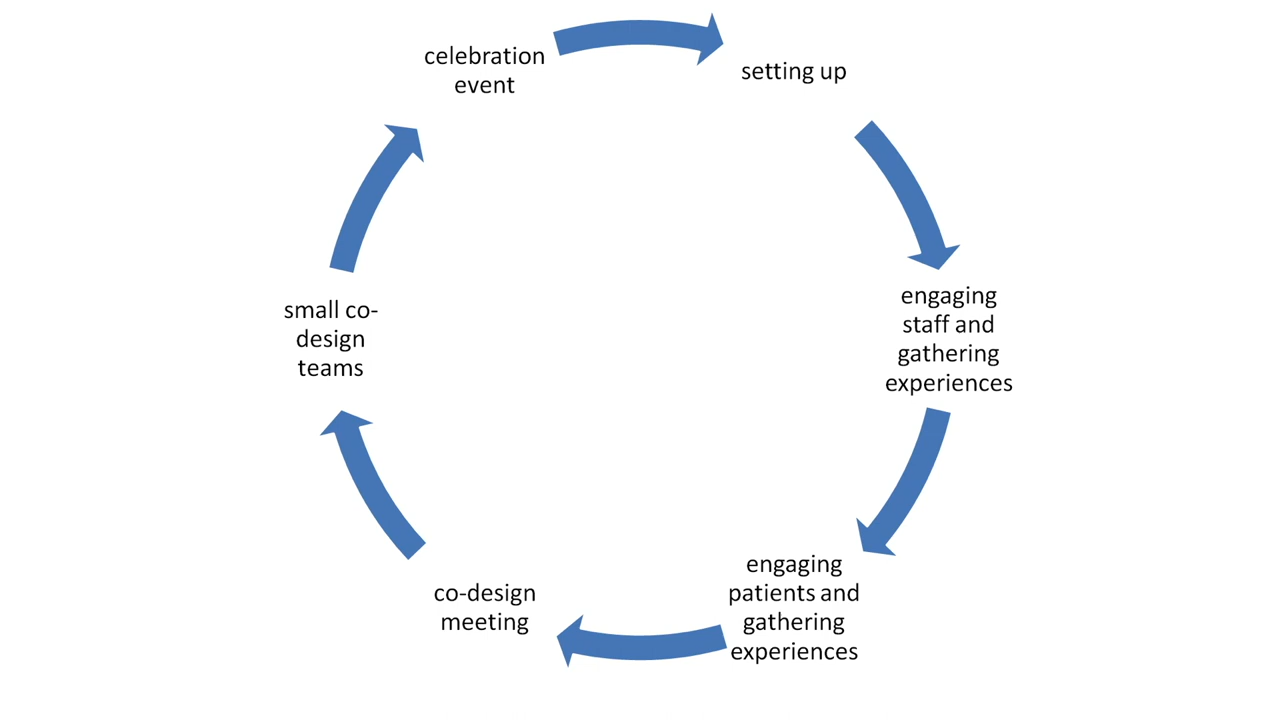 celebration
event
setting up
engaging
staff and
gathering
experiences
engaging
patients and
gathering
experiences
co-design
meeting
small co-
design
teams